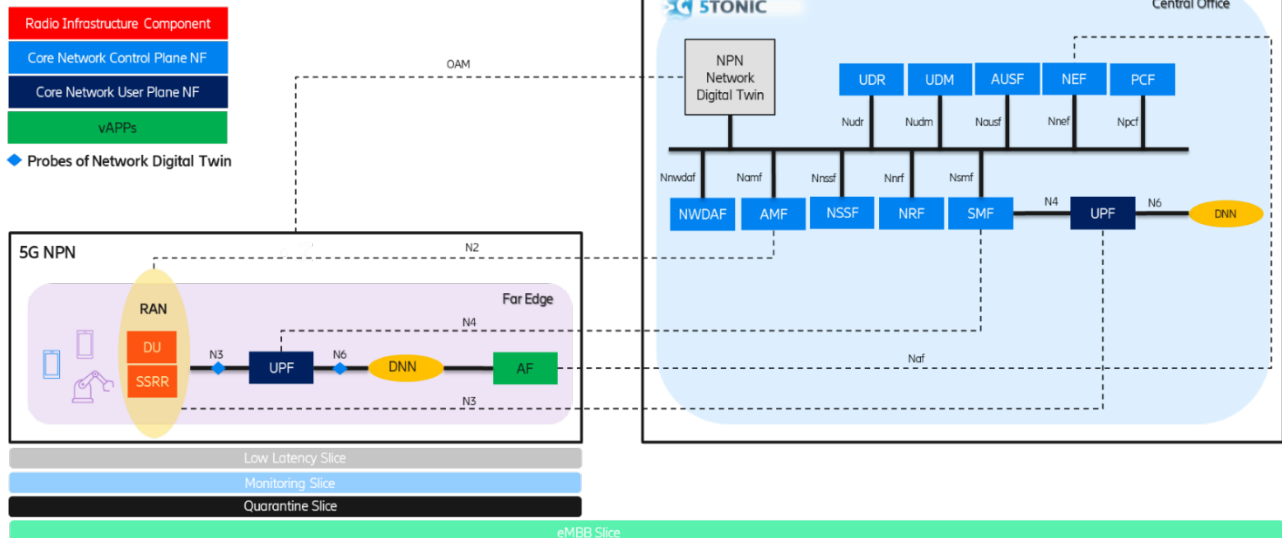 Radio Infrastructure Component
Core Network Control Plane NF
Core Network User Plane NF
vAPPs
Probes of Network Digital Twin
5G 5TONIC
Central Office
OAM
NPN
Network
Digital Twin
UDR
UDM
AUSF
NEF
PCF
Nudr
Nudm
Nausf
Nnef
Npcf
Nnwdaf
Namf
Nnssf
Nnrf
Nsmf
NWDAF
AMF
NSSF
NRF
SMF
N4
UPF
N6
DNN
5G NPN
N2
Far Edge
RAN
N4
DU
SSRR
N3
UPF
N6
DNN
AF
Naf
N3
Low Latency Slice
Monitoring Slice
Quarantine Slice
eMBB Slice